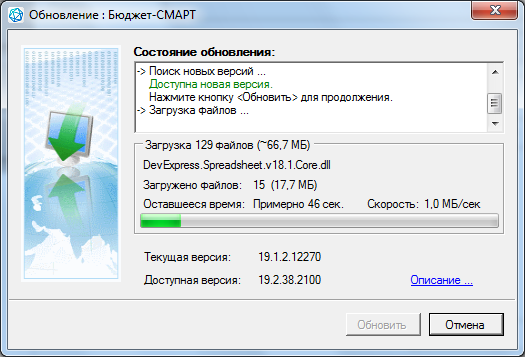 Обновление : Бюджет-СМАРТ
Состояние обновления:
-> Поиск новых версий ...
Доступна новая версия.
Нажмите кнопку <Обновить> для продолжения.
-> Загрузка файлов ...
Загрузка 129 файлов (~66,7 МБ)
DevExpress.Spreadsheet.v18.1.Core.dll
Загружено файлов: 15 (17,7 МБ)
Оставшееся время: Примерно 46 сек. Скорость: 1,0 МБ/сек
Текущая версия: 19.1.2.12270
Доступная версия: 19.2.38.2100 Описание ...
Обновить Отмена